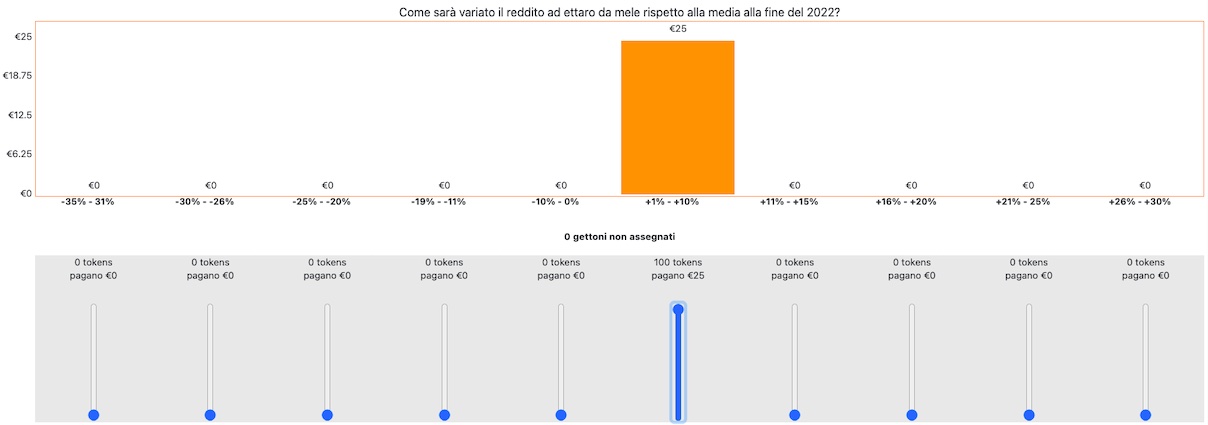 Come sarà variato il reddito ad ettaro da mele rispetto alla media alla fine del 2022?
€25
€25
€18.75
€12.5
€6.25
€0
€0 €0 €0 €0 €0 €0 €0 €0 €0
-35% - 31% -30% - -26% -25% - -20% -19% - -11% -10% - 0% +1% - +10% +11% - +15% +16% - +20% +21% - 25% +26% - +30%
0 gettoni non assegnati
0 tokens 0 tokens 0 tokens 0 tokens 0 tokens 100 tokens 0 tokens 0 tokens 0 tokens 0 tokens
pagano €0 pagano €0 pagano €0 pagano €0 pagano €0 pagano €25 pagano €0 pagano €0 pagano €0 pagano €0